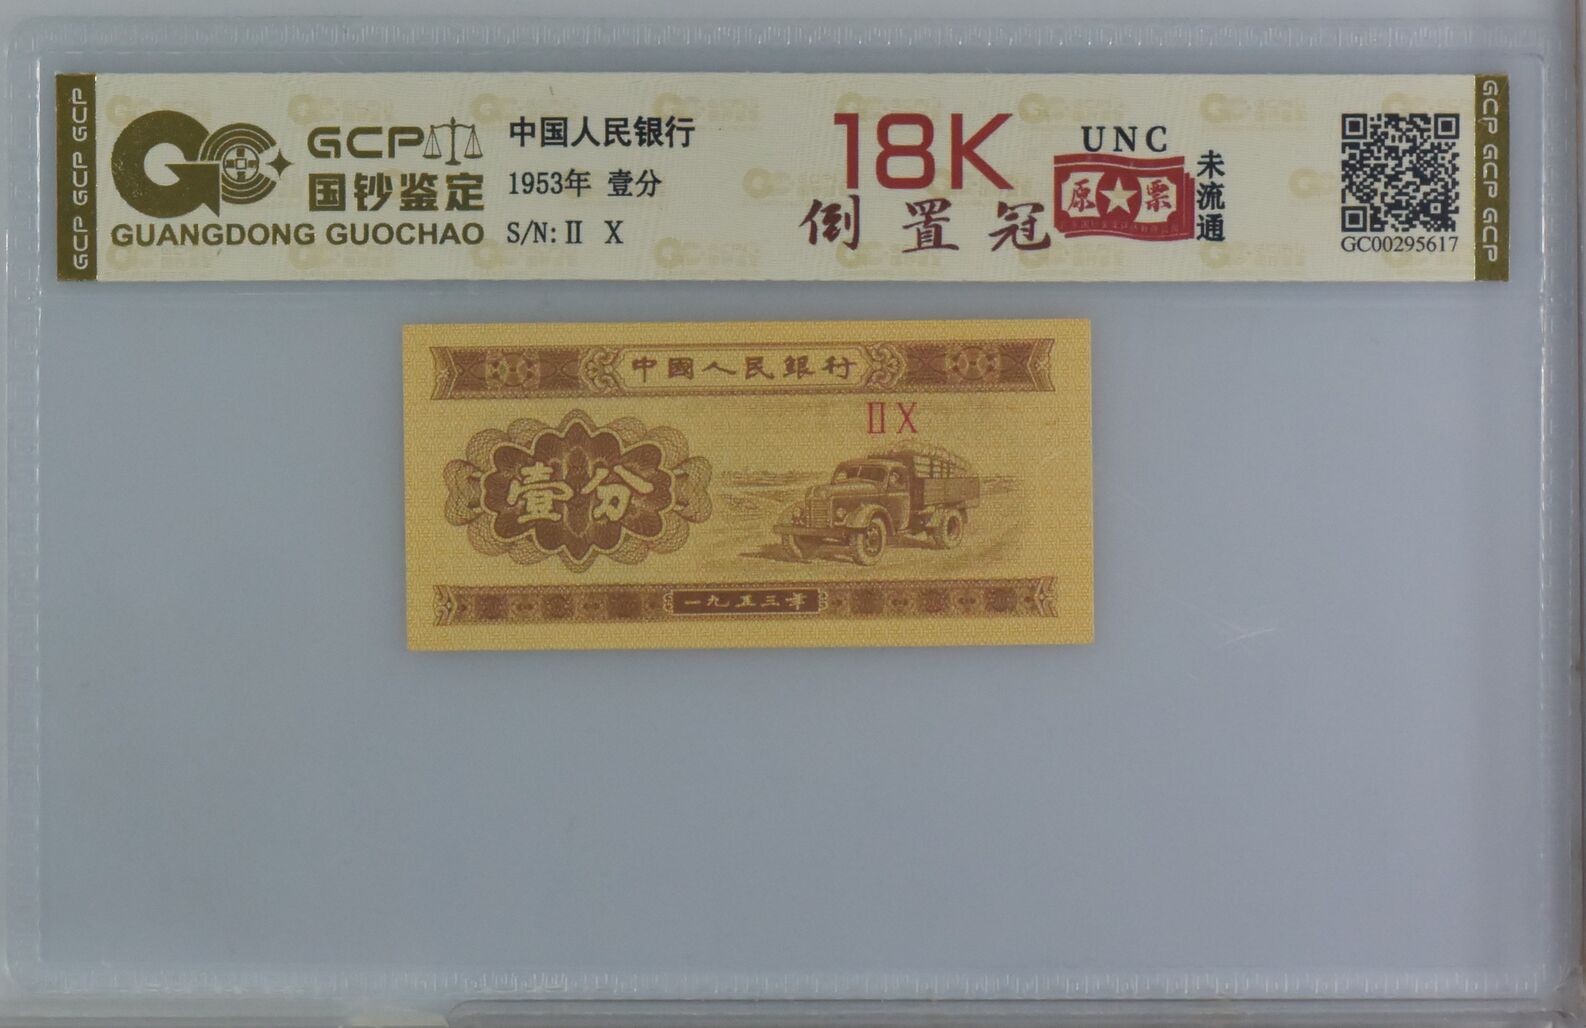 GCP GCP GCP
GCP
国钞鉴定
GUANGDONG GUOCHAO
中国人民银行
1953年 壹分
S/N: II X
18K
倒置冠
UNC
原★票
未流通
GC00295617
GCP GCP GCP
中國人民銀行
II X
壹分
一九五三年